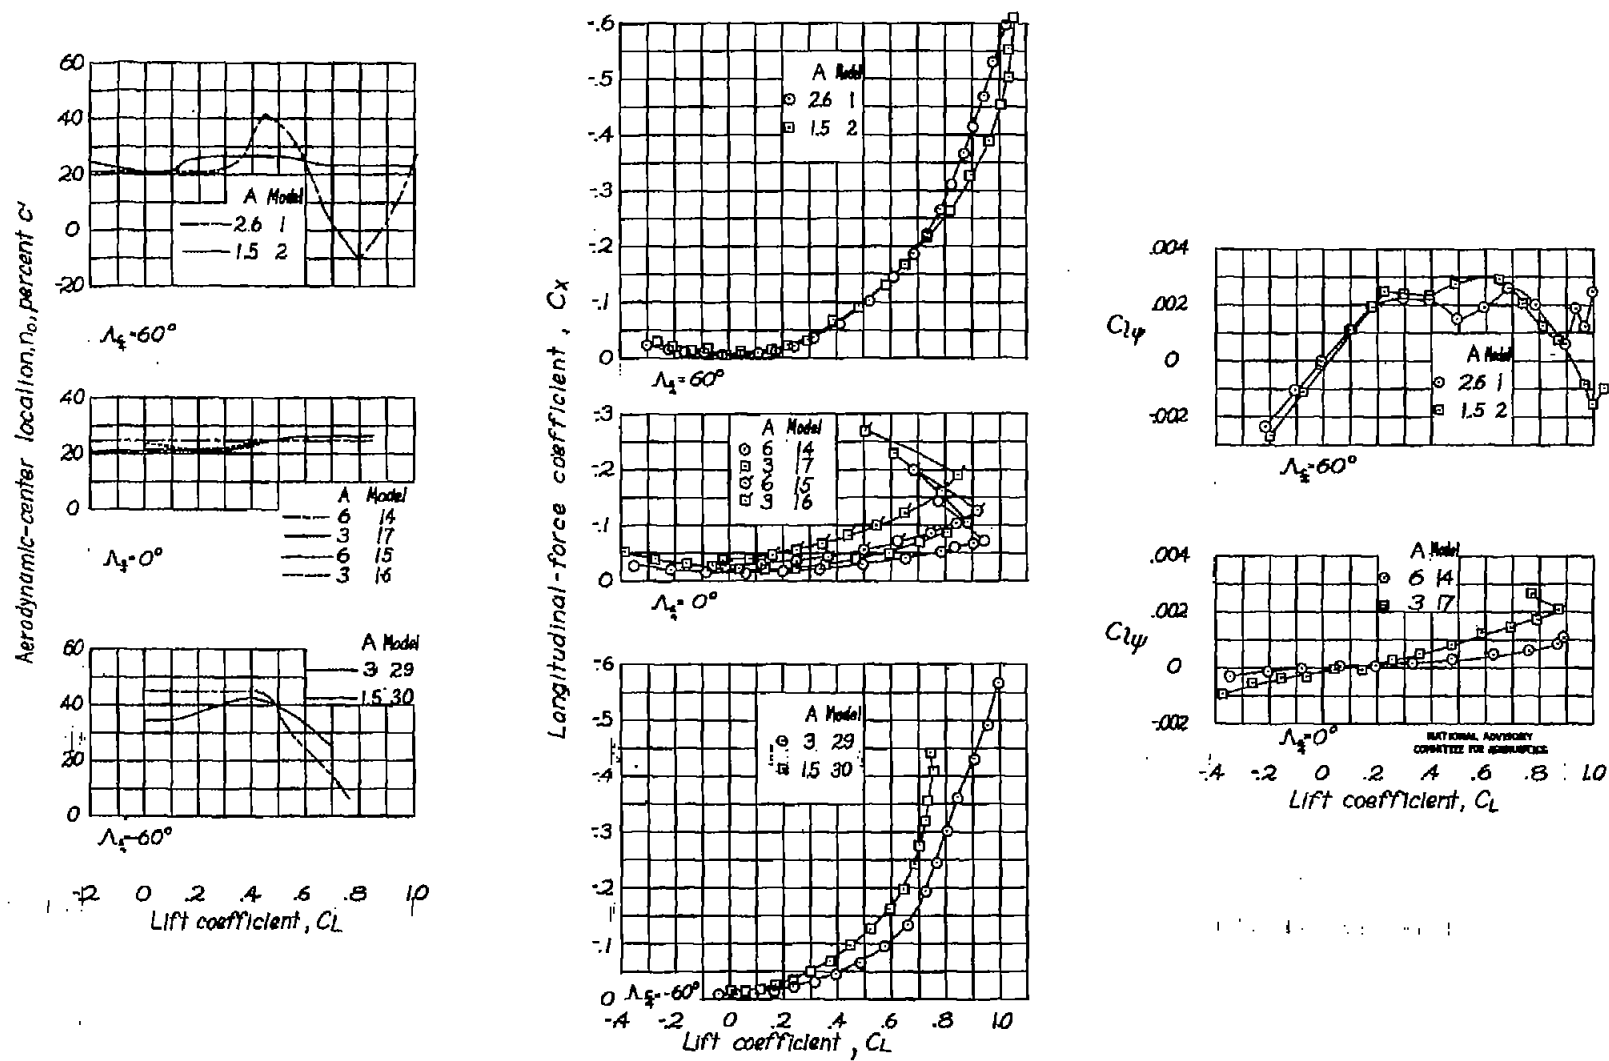 Aerodynamic-center location, n₀, percent c'
60
40
20
0
-20
A Model
2.6 1
1.5 2
Λc/4=60°
40
20
0
A Model
6 14
3 17
6 15
3 16
Λc/4=0°
60
40
20
0
A Model
3 29
1.5 30
Λc/4=-60°
-.2 0 .2 .4 .6 .8 1.0
Lift coefficient, CL
Longitudinal-force coefficient, Cx
-.6
-.5
-.4
-.3
-.2
-.1
0
A Model
2.6 1
1.5 2
Λc/4=60°
-.3
-.2
-.1
0
A Model
6 14
3 17
6 15
3 16
Λc/4=0°
-.6
-.5
-.4
-.3
-.2
-.1
0
A Model
3 29
1.5 30
Λc/4=-60°
-.4 -.2 0 .2 .4 .6 .8 1.0
Lift coefficient, CL
Clψ
.004
.002
0
-.002
A Model
2.6 1
1.5 2
Λc/4=60°
Clψ
.004
.002
0
-.002
A Model
6 14
3 17
Λc/4=0°
NATIONAL ADVISORY
COMMITTEE FOR AERONAUTICS
-.4 -.2 0 .2 .4 .6 .8 1.0
Lift coefficient, CL